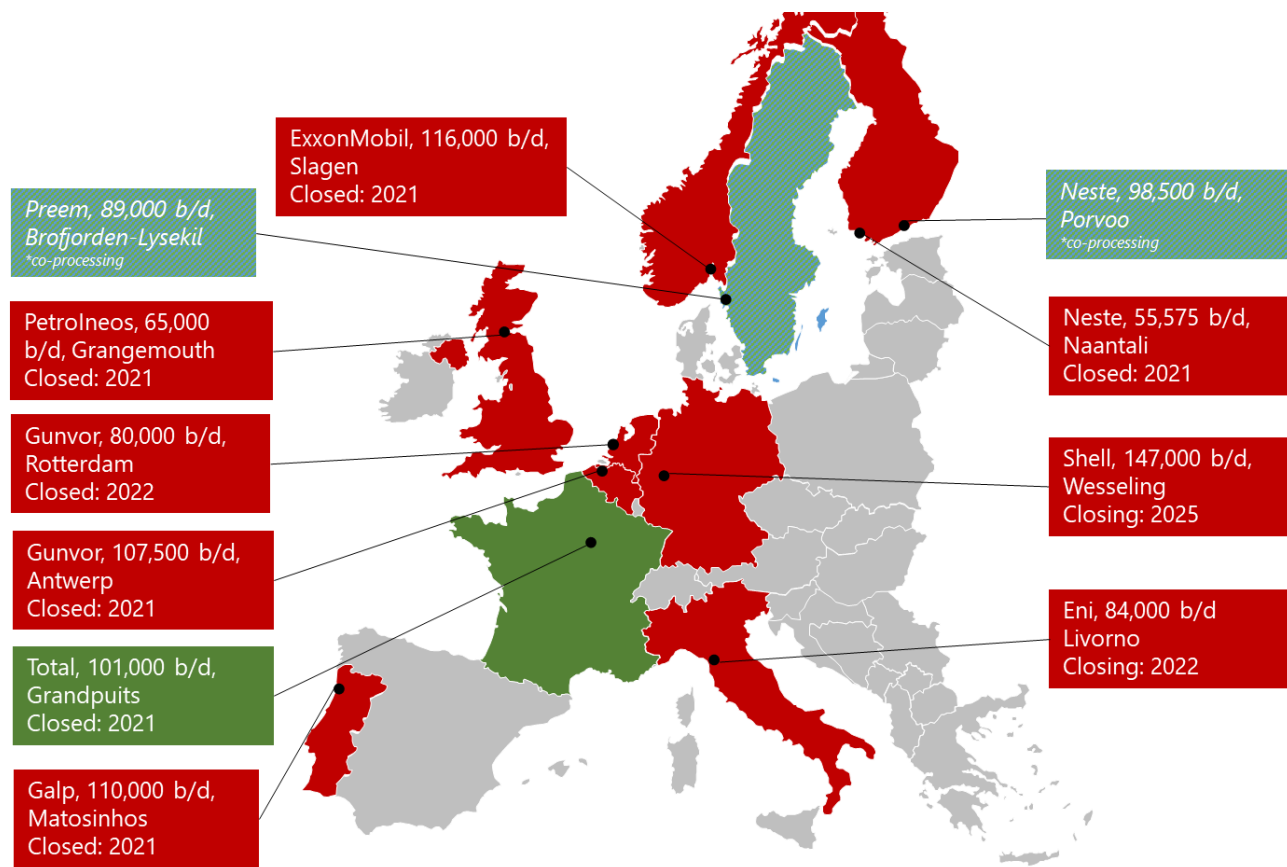 ExxonMobil, 116,000 b/d,
Slagen
Closed: 2021
Preem, 89,000 b/d,
Brofjorden-Lysekil
*co-processing
Neste, 98,500 b/d,
Porvoo
*co-processing
PetroIneos, 65,000
b/d, Grangemouth
Closed: 2021
Neste, 55,575 b/d,
Naantali
Closed: 2021
Gunvor, 80,000 b/d,
Rotterdam
Closed: 2022
Shell, 147,000 b/d,
Wesseling
Closing: 2025
Gunvor, 107,500 b/d,
Antwerp
Closed: 2021
Eni, 84,000 b/d
Livorno
Closing: 2022
Total, 101,000 b/d,
Grandpuits
Closed: 2021
Galp, 110,000 b/d,
Matosinhos
Closed: 2021